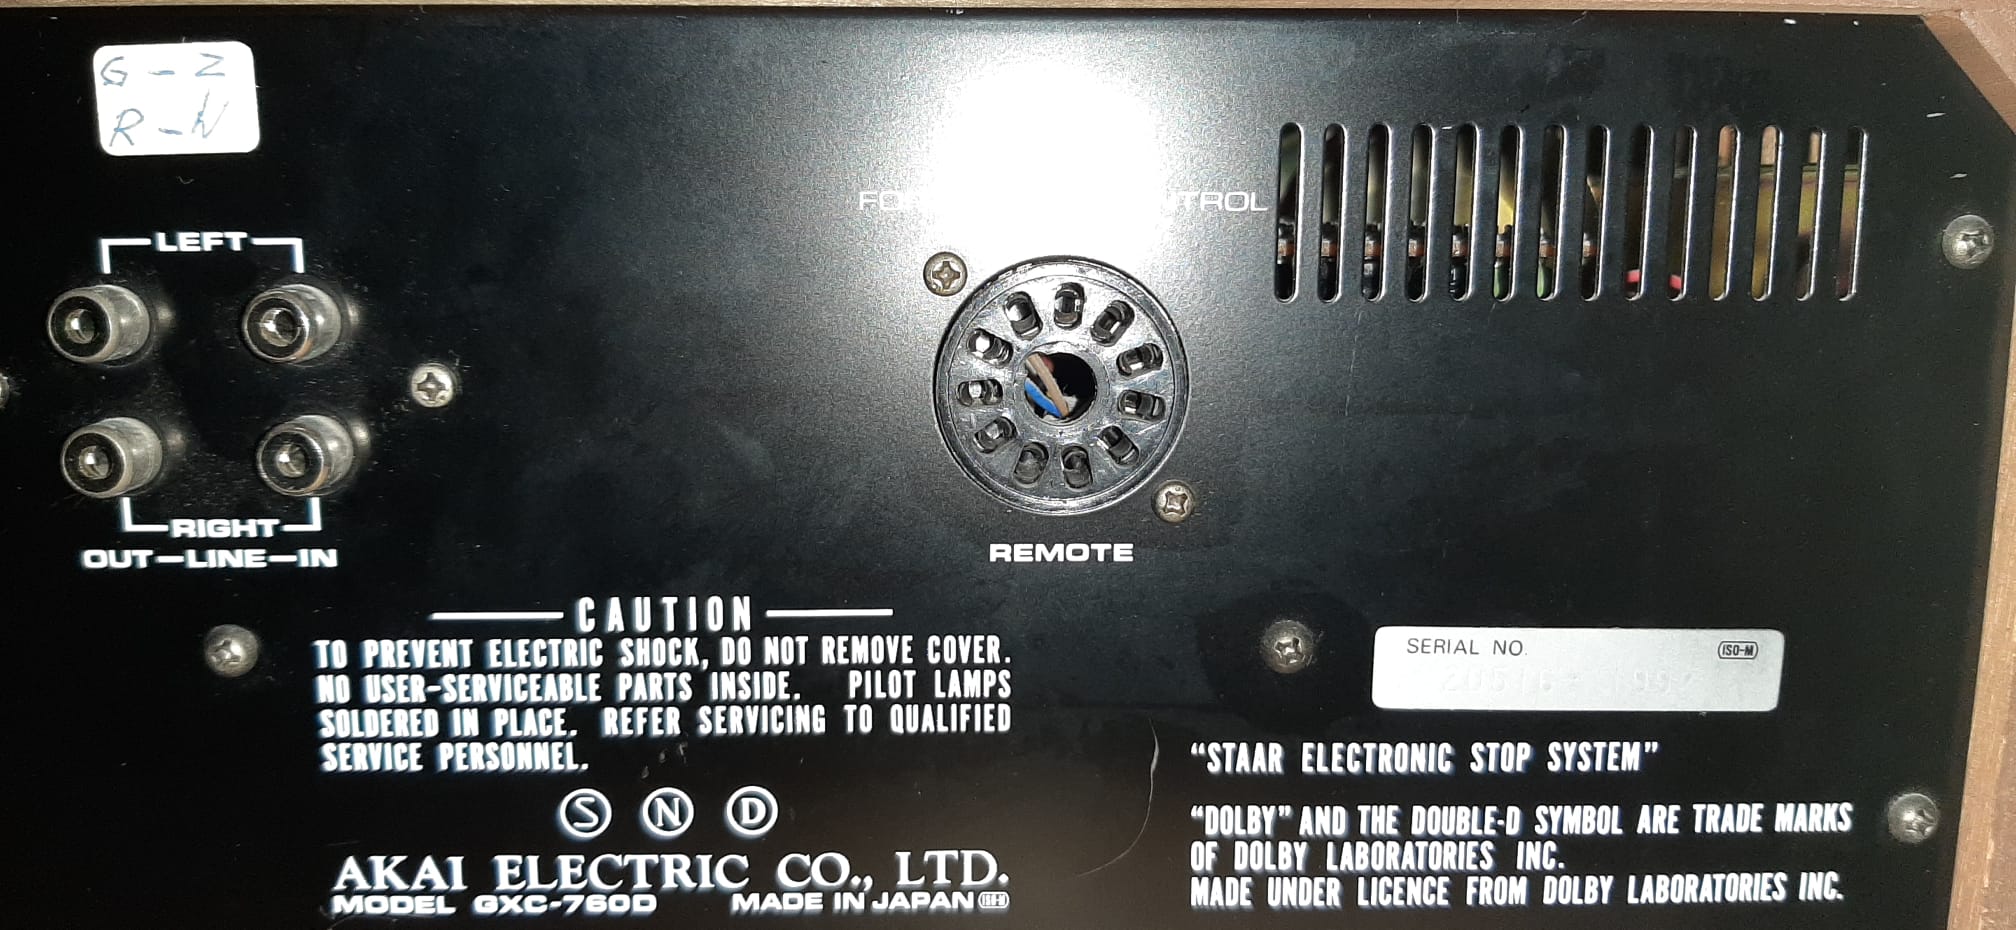 G - Z
R - N
FOR CONTROL
LEFT
RIGHT
OUT-LINE-IN
REMOTE
CAUTION
TO PREVENT ELECTRIC SHOCK, DO NOT REMOVE COVER.
NO USER-SERVICEABLE PARTS INSIDE. PILOT LAMPS
SOLDERED IN PLACE. REFER SERVICING TO QUALIFIED
SERVICE PERSONNEL.
S N D
AKAI ELECTRIC CO., LTD.
MODEL GXC-760D MADE IN JAPAN ISO-M
SERIAL NO. ISO-M
"STAAR ELECTRONIC STOP SYSTEM"
"DOLBY" AND THE DOUBLE-D SYMBOL ARE TRADE MARKS
OF DOLBY LABORATORIES INC.
MADE UNDER LICENCE FROM DOLBY LABORATORIES INC.